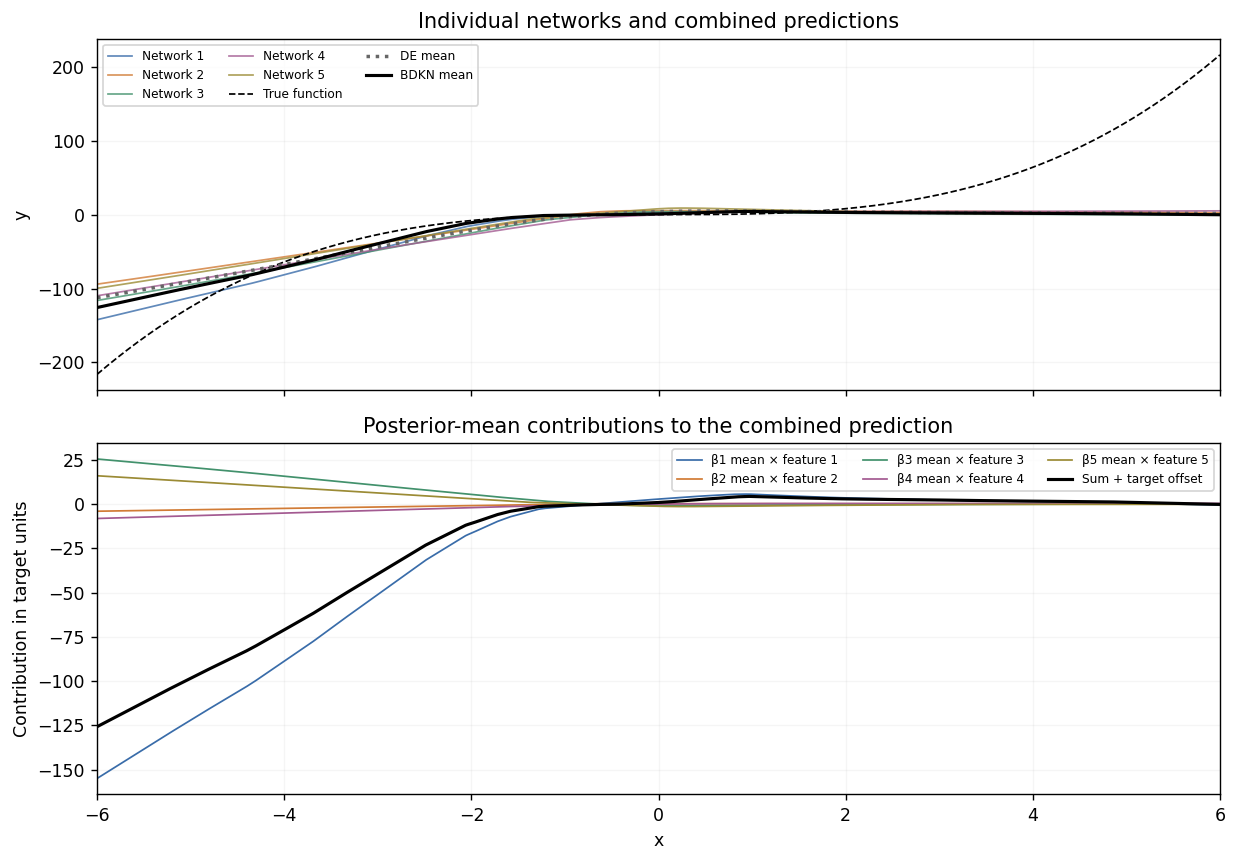 Individual networks and combined predictions
Network 1
Network 2
Network 3
Network 4
Network 5
True function
DE mean
BDKN mean
200
100
0
−100
−200
y
Posterior-mean contributions to the combined prediction
β1 mean × feature 1
β2 mean × feature 2
β3 mean × feature 3
β4 mean × feature 4
β5 mean × feature 5
Sum + target offset
25
0
−25
−50
−75
−100
−125
−150
Contribution in target units
−6
−4
−2
0
2
4
6
x